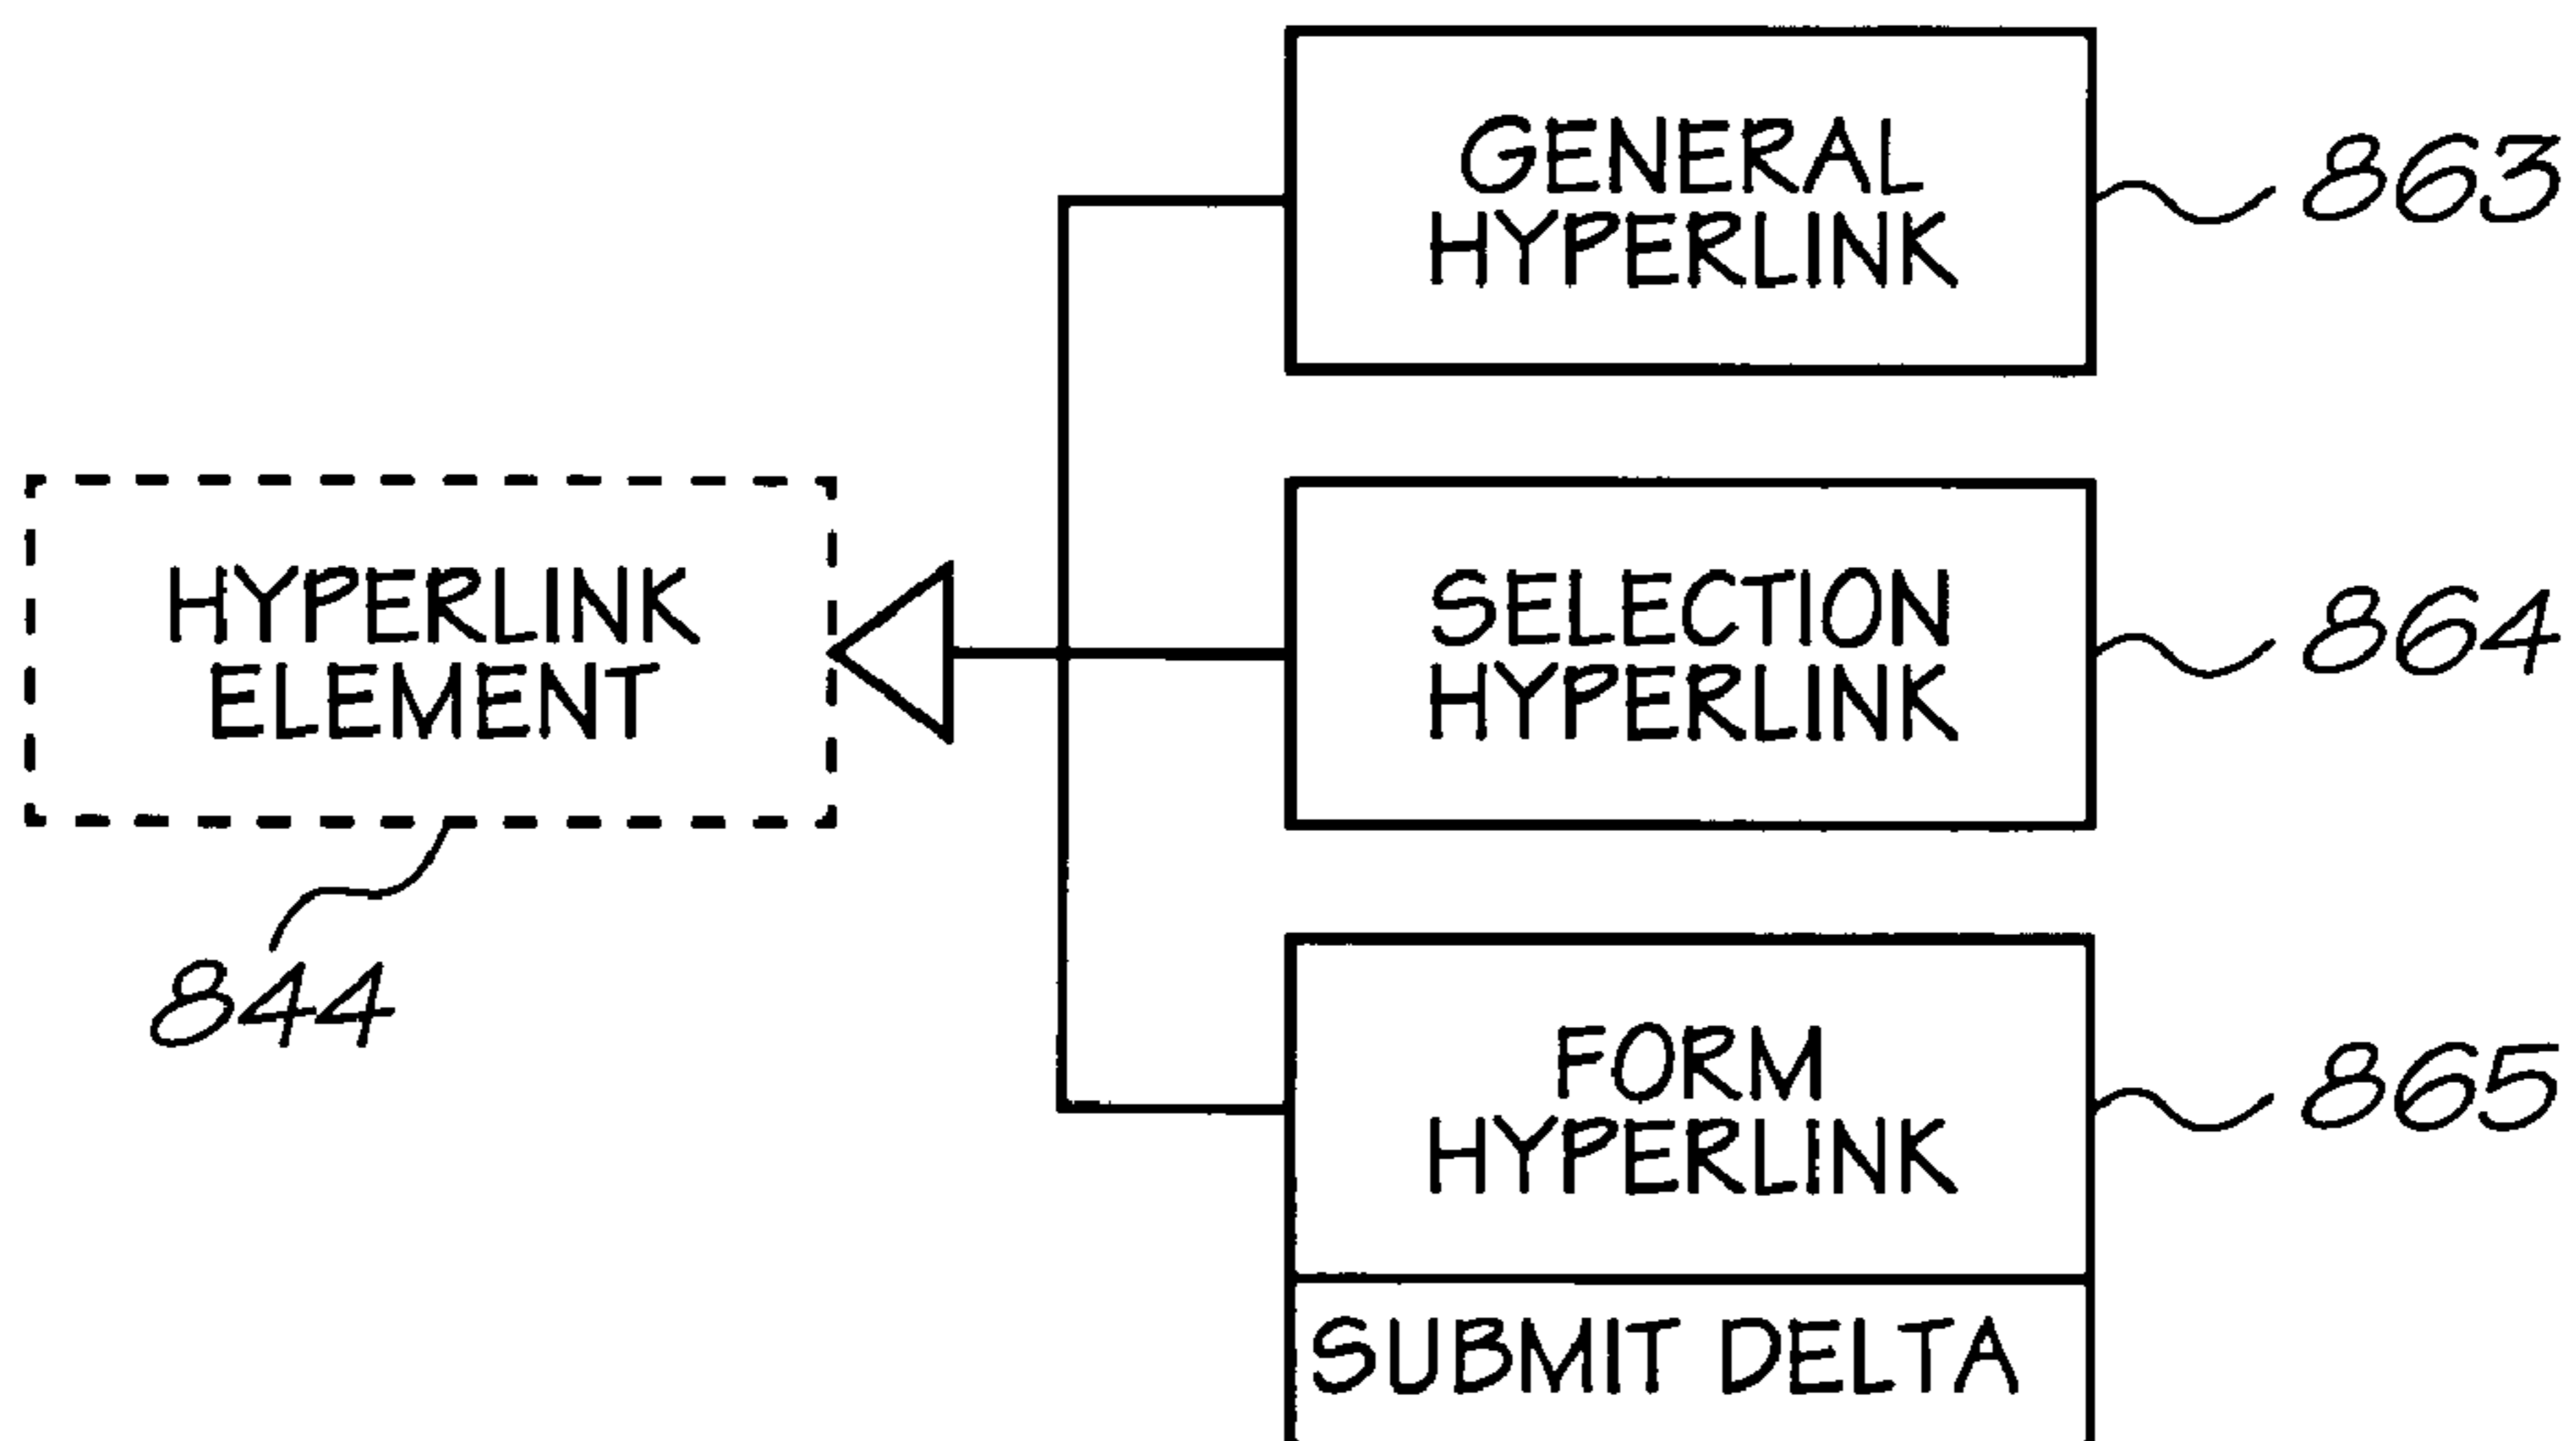 GENERAL
HYPERLINK
863
HYPERLINK
ELEMENT
844
SELECTION
HYPERLINK
864
FORM
HYPERLINK
865
SUBMIT DELTA